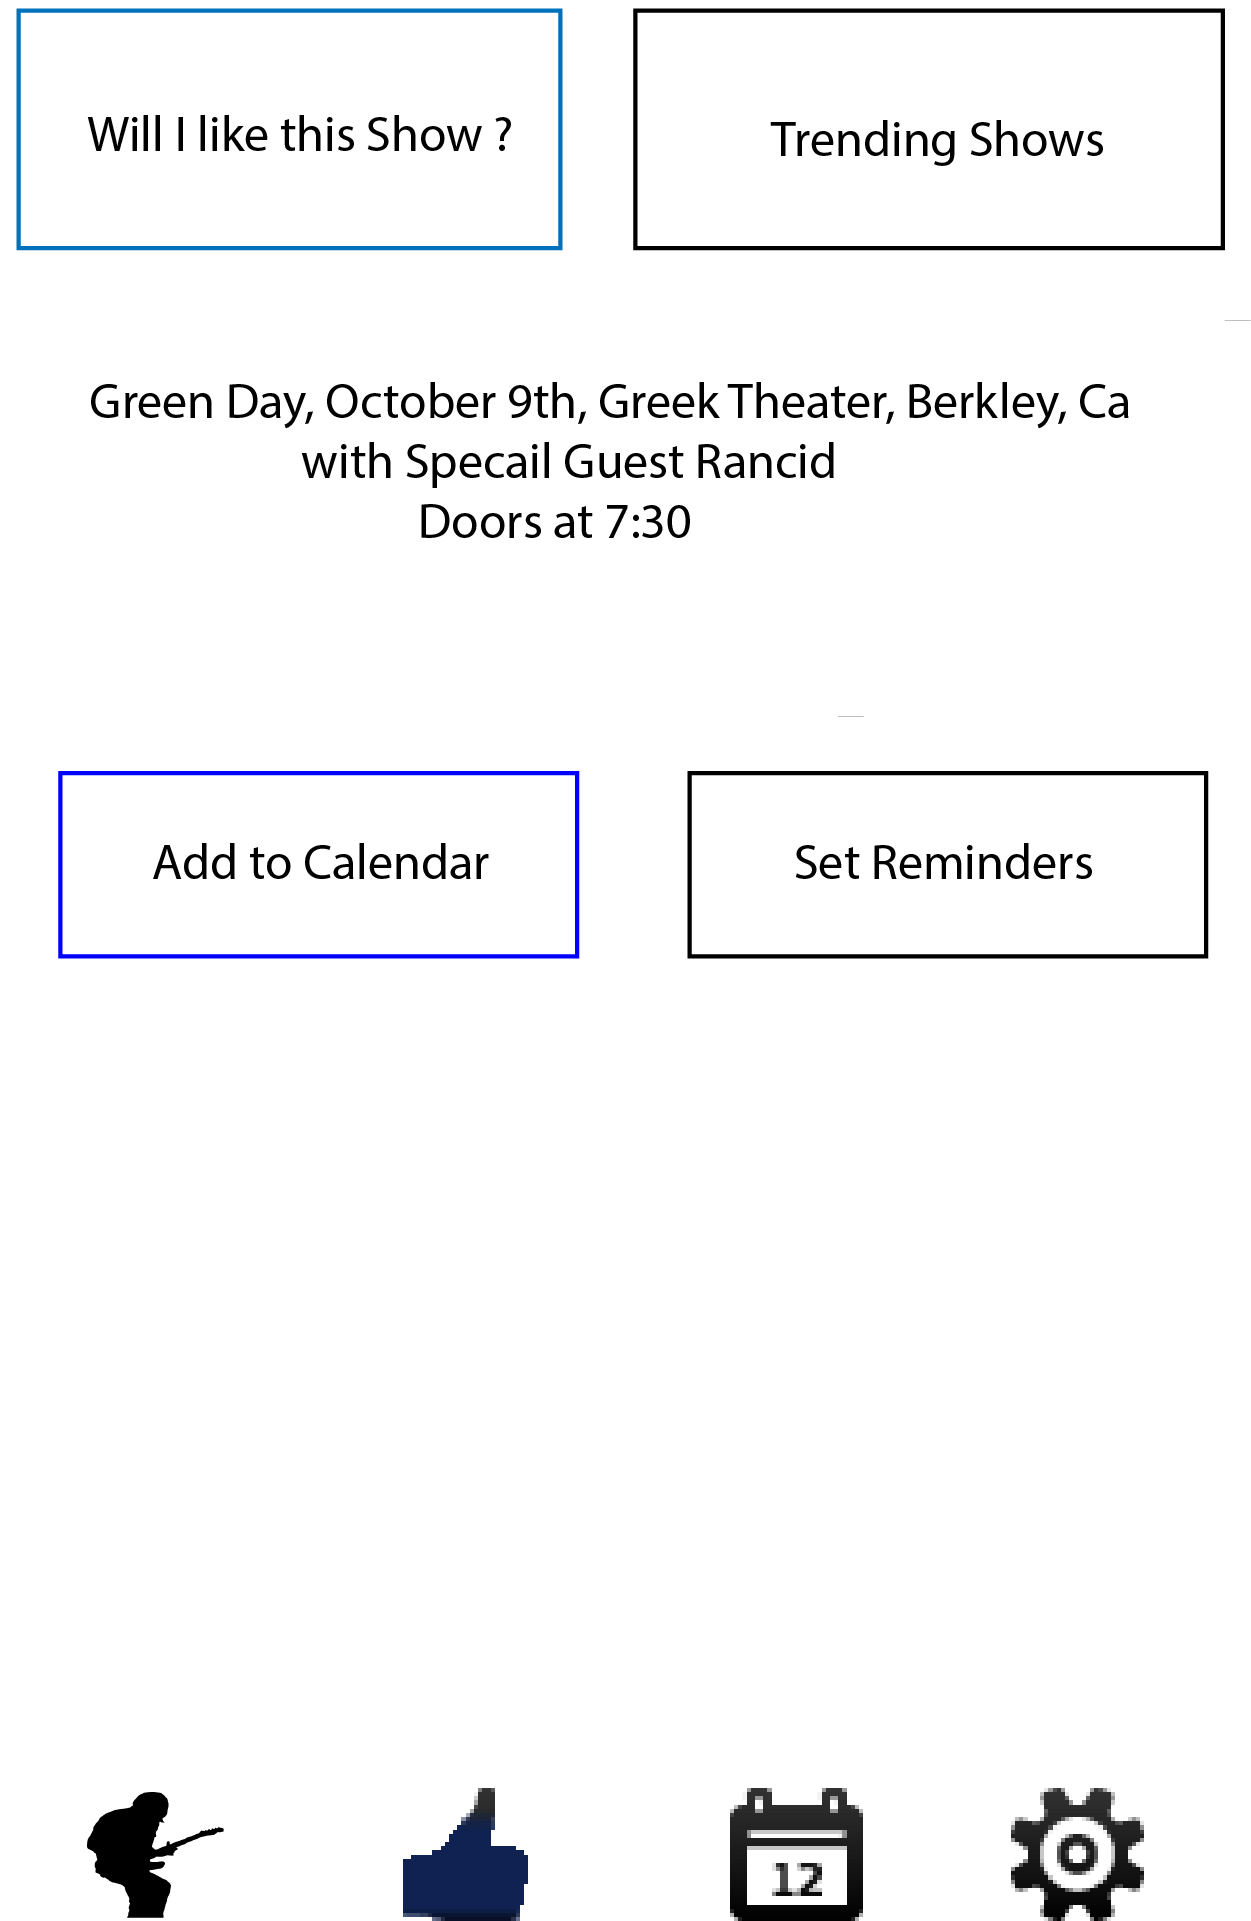 Will I like this Show ?
Trending Shows
Green Day, October 9th, Greek Theater, Berkley, Ca
with Specail Guest Rancid
Doors at 7:30
Add to Calendar
Set Reminders
12